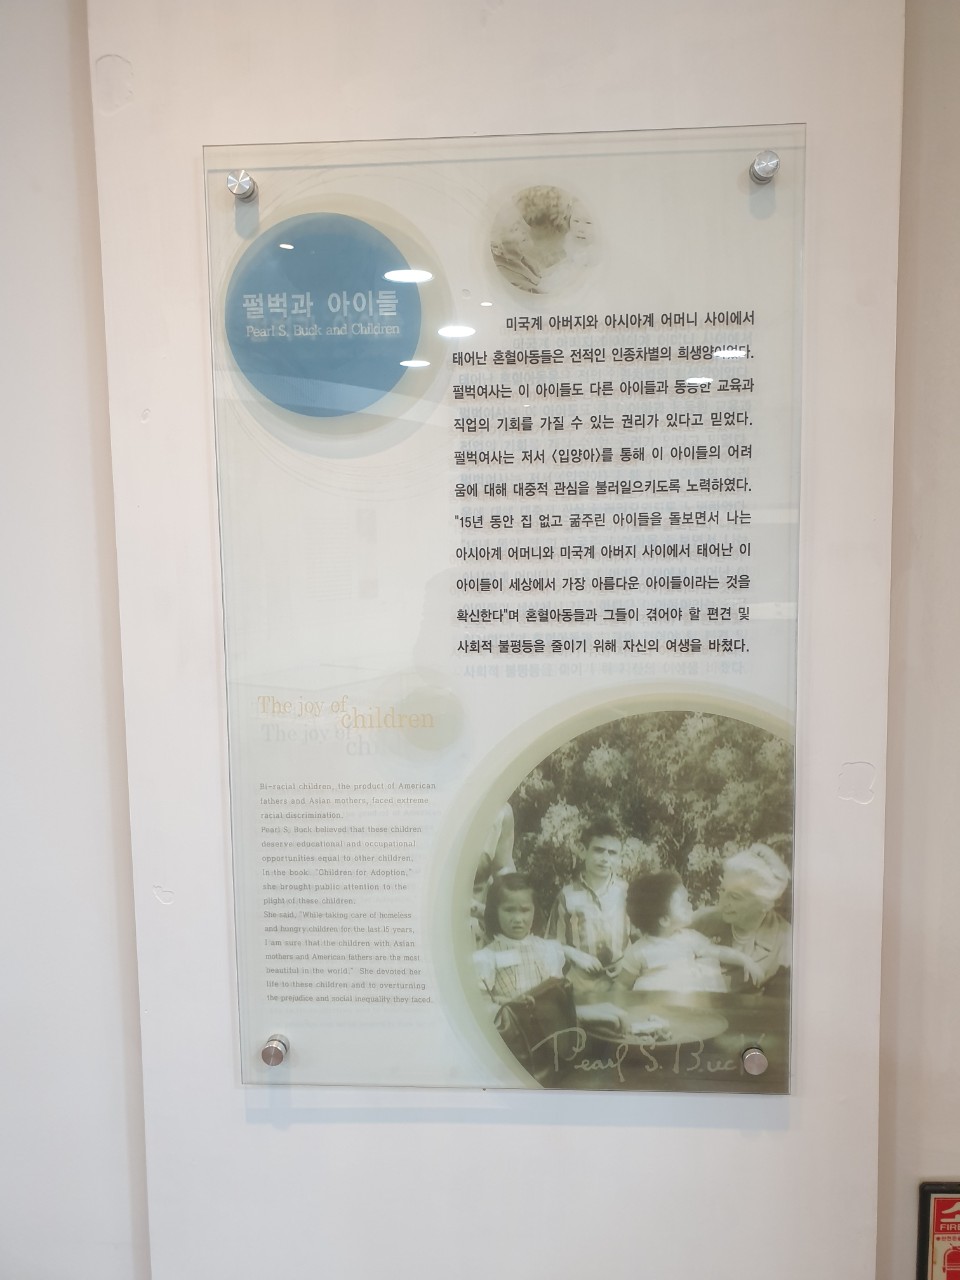 펄벅과 아이들
Pearl S. Buck and Children
미국계 아버지와 아시아계 어머니 사이에서
태어난 혼혈아동들은 전적인 인종차별의 희생양이었다.
펄벅여사는 이 아이들도 다른 아이들과 동등한 교육과
직업의 기회를 가질 수 있는 권리가 있다고 믿었다.
펄벅여사는 저서 <입양아>를 통해 이 아이들의 어려
움에 대해 대중적 관심을 불러일으키도록 노력하였다.
"15년 동안 집 없고 굶주린 아이들을 돌보면서 나는
아시아계 어머니와 미국계 아버지 사이에서 태어난 이
아이들이 세상에서 가장 아름다운 아이들이라는 것을
확신한다"며 혼혈아동들과 그들이 겪어야 할 편견 및
사회적 불평등을 줄이기 위해 자신의 여생을 바쳤다.
The joy of
children
Bi-racial children, the product of American
fathers and Asian mothers, faced extreme
racial discrimination.
Pearl S. Buck believed that these children
deserve educational and occupational
opportunities equal to other children.
In the book, "Children for Adoption,"
she brought public attention to the
plight of these children.
She said, "While taking care of homeless
and hungry children for the last 15 years,
I am sure that the children with Asian
mothers and American fathers are the most
beautiful in the world." She devoted her
life to these children and to overturning
the prejudice and social inequality they faced.
Pearl S. Buck
FIRE